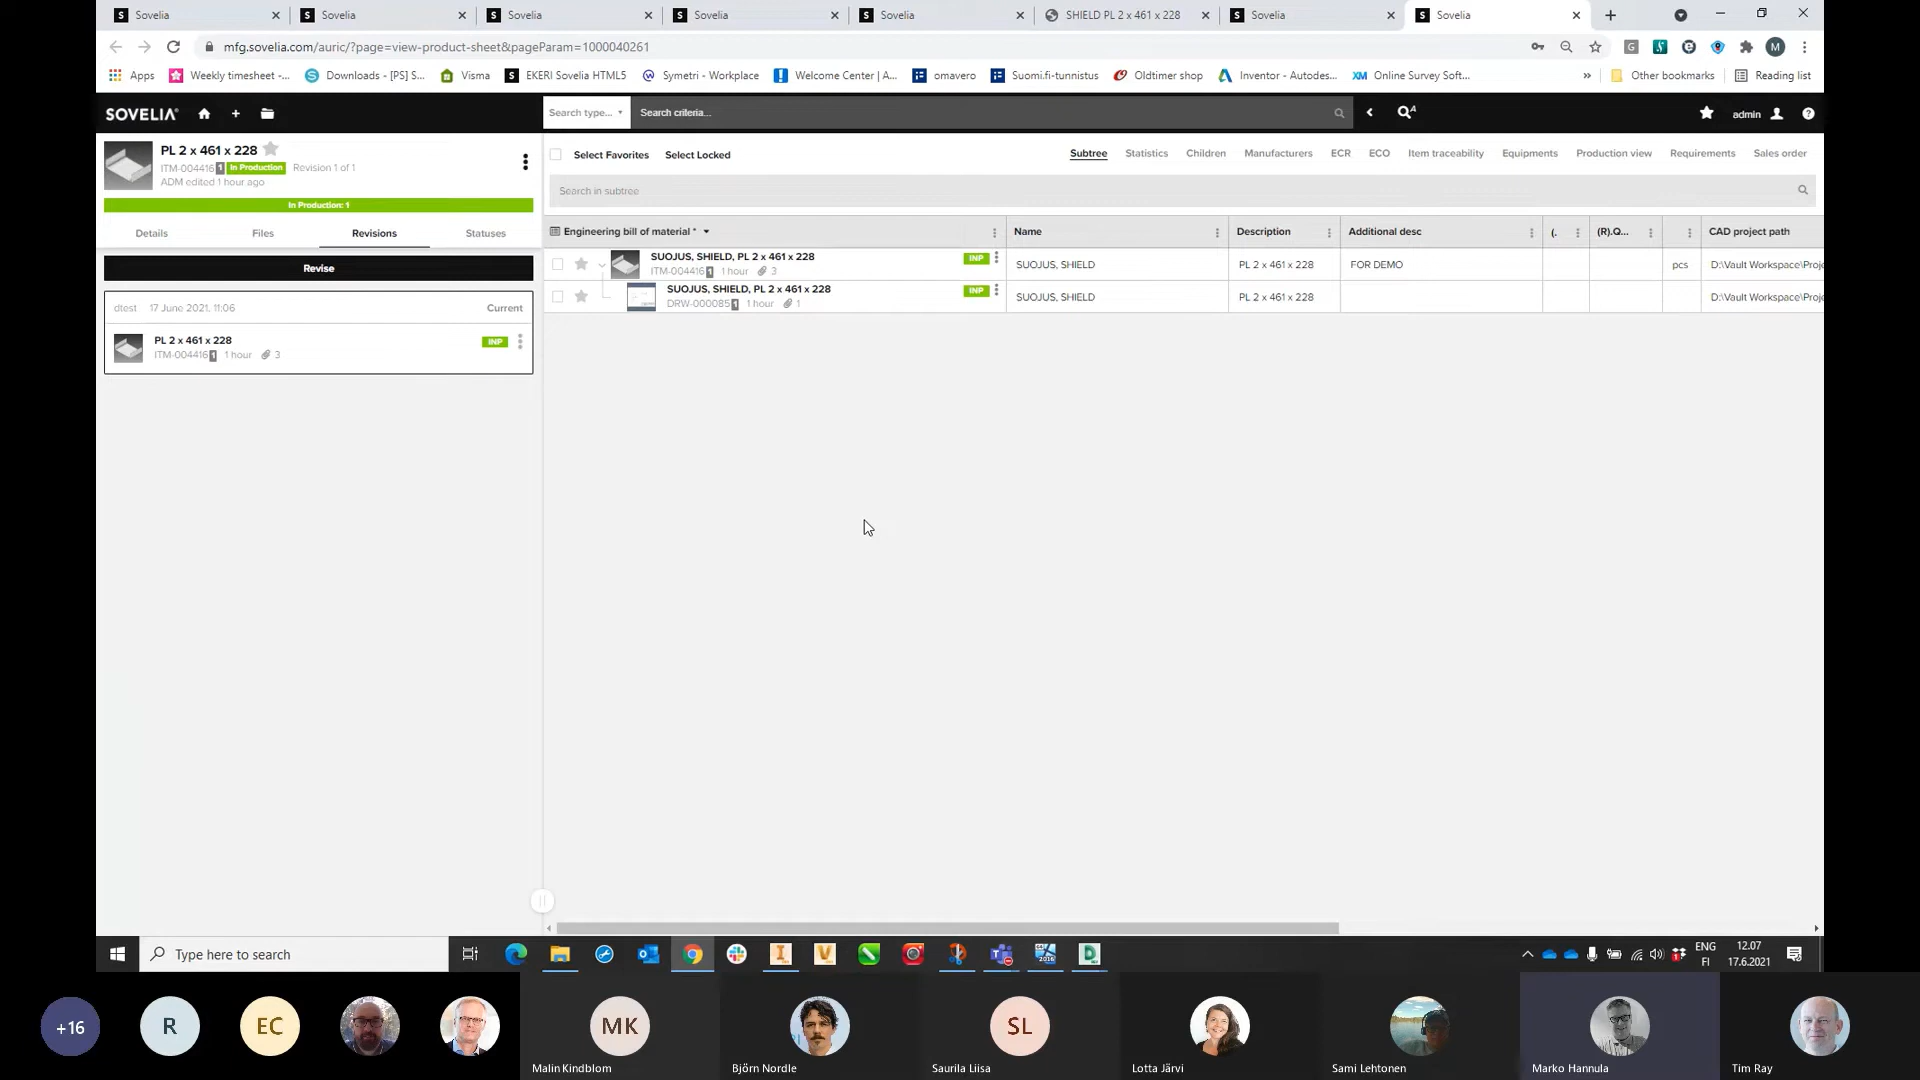 Sovelia
Sovelia
Sovelia
Sovelia
Sovelia
SHIELD PL 2 x 461 x 228
Sovelia
Sovelia
mfg.sovelia.com/auric/?page=view-product-sheet&pageParam=1000040261
Apps
Weekly timesheet -...
Downloads - [PS] S...
Visma
EKERI Sovelia HTML5
Symetri - Workplace
Welcome Center | A...
omavero
Suomi.fi-tunnistus
Oldtimer shop
Inventor - Autodes...
XM Online Survey Soft...
»
Other bookmarks
Reading list
SOVELIA
Search type...
Search criteria...
admin
PL 2 x 461 x 228
ITM-004416 1 In Production Revision 1 of 1
ADM edited 1 hour ago
In Production: 1
Details
Files
Revisions
Statuses
Revise
dtest 17 June 2021, 11:06 Current
PL 2 x 461 x 228 INP
ITM-004416 1 1 hour 3
Select Favorites
Select Locked
Subtree
Statistics
Children
Manufacturers
ECR
ECO
Item traceability
Equipments
Production view
Requirements
Sales order
Search in subtree
Engineering bill of material *
Name
Description
Additional desc
(.
(R).Q...
CAD project path
SUOJUS, SHIELD, PL 2 x 461 x 228 INP
ITM-004416 1 1 hour 3
SUOJUS, SHIELD
PL 2 x 461 x 228
FOR DEMO
pcs
D:\Vault Workspace\Proje
SUOJUS, SHIELD, PL 2 x 461 x 228 INP
DRW-000085 1 1 hour 1
SUOJUS, SHIELD
PL 2 x 461 x 228
D:\Vault Workspace\Proje
Type here to search
ENG
FI
12.07
17.6.2021
+16
R
EC
MK
Malin Kindblom
Björn Nordle
SL
Saurila Liisa
Lotta Järvi
Sami Lehtonen
Marko Hannula
Tim Ray